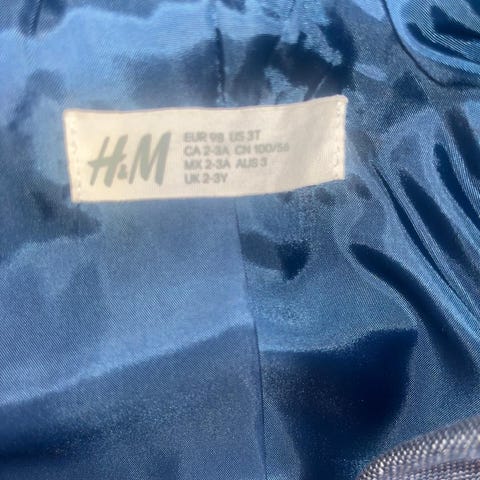 H&M
EUR 98 US 3T
CA 2-3A CN 100/56
MX 2-3A AUS 3
UK 2-3Y